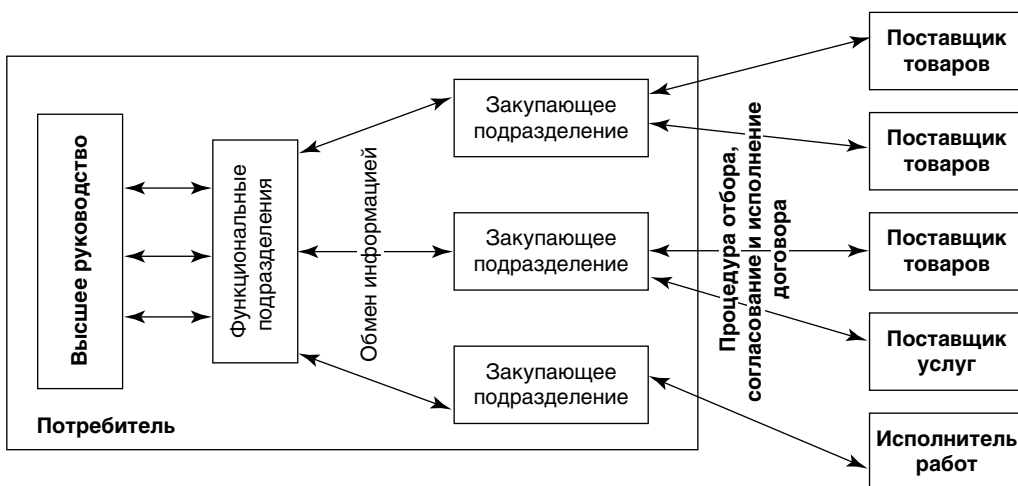 Высшее руководство
Функциональные
подразделения
Обмен информацией
Закупающее
подразделение
Закупающее
подразделение
Закупающее
подразделение
Потребитель
Процедура отбора,
согласование и исполнение
договора
Поставщик
товаров
Поставщик
товаров
Поставщик
товаров
Поставщик
услуг
Исполнитель
работ